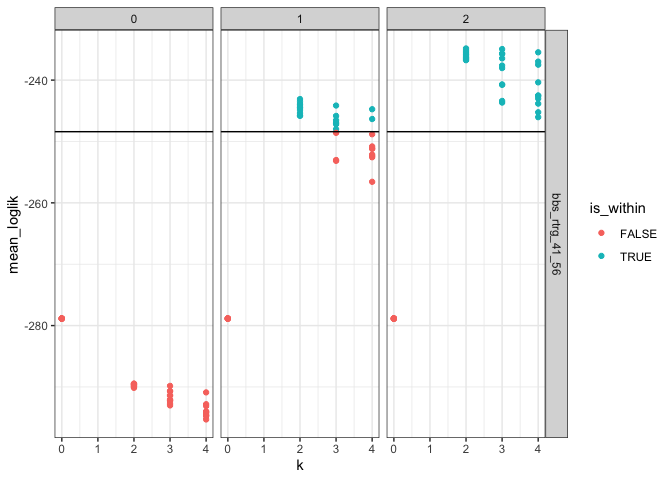 0 1 2
-240
-260
-280
mean_loglik
0 1 2 3 4 0 1 2 3 4 0 1 2 3 4
k
bbs_rtrg_41_56
is_within
FALSE
TRUE